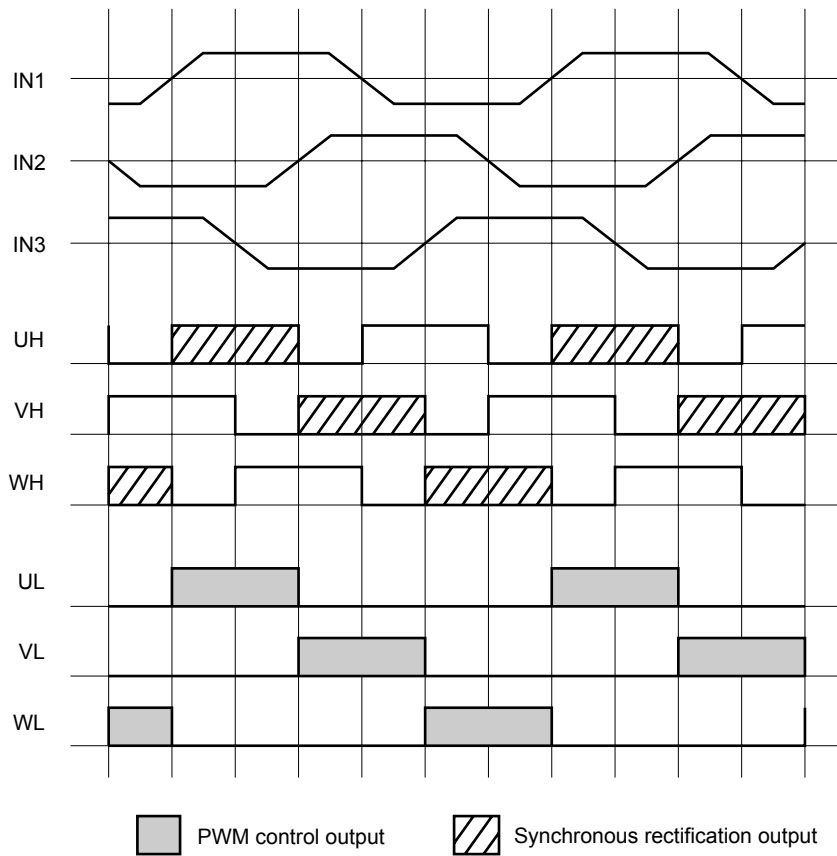 IN1
IN2
IN3
UH
VH
WH
UL
VL
WL
PWM control output
Synchronous rectification output